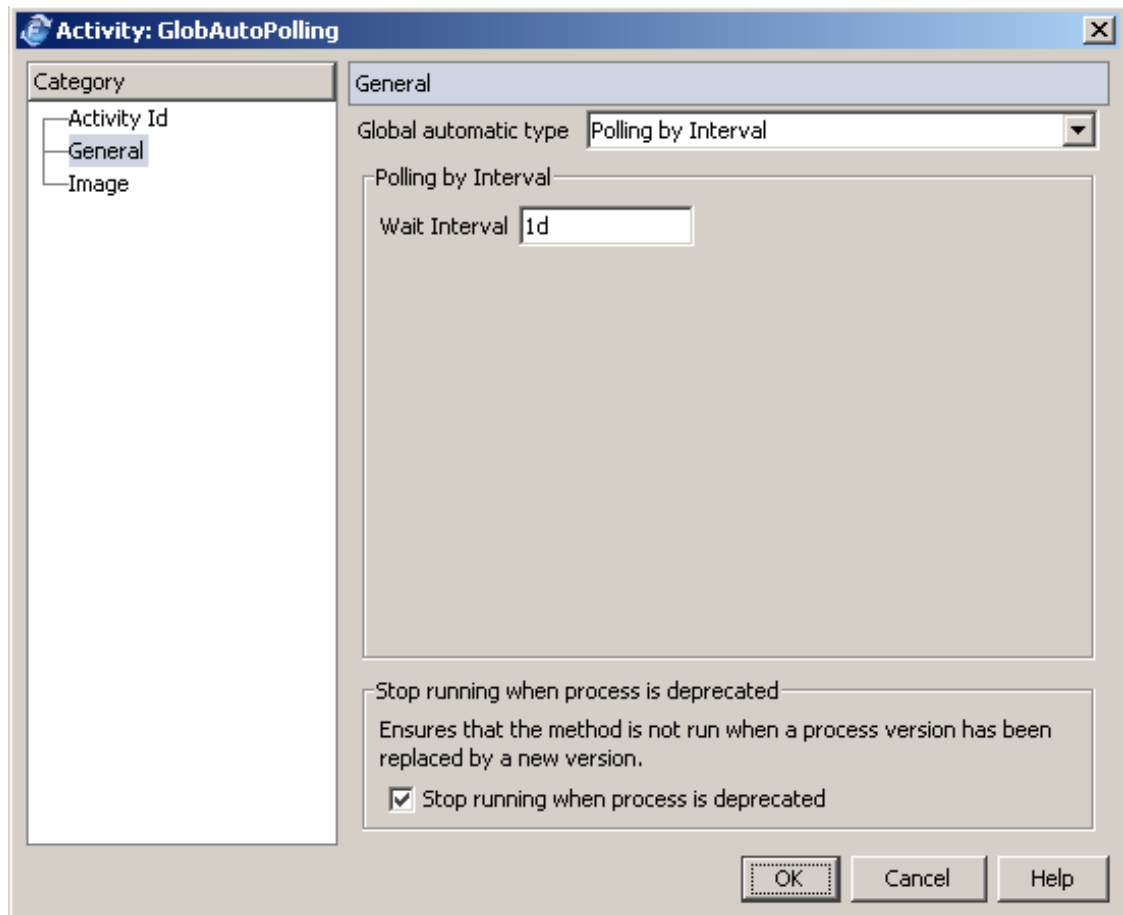 Activity: GlobAutoPolling
Category
Activity Id
General
Image
General
Global automatic type Polling by Interval
Polling by Interval
Wait Interval 1d
Stop running when process is deprecated
Ensures that the method is not run when a process version has been
replaced by a new version.
Stop running when process is deprecated
OK Cancel Help